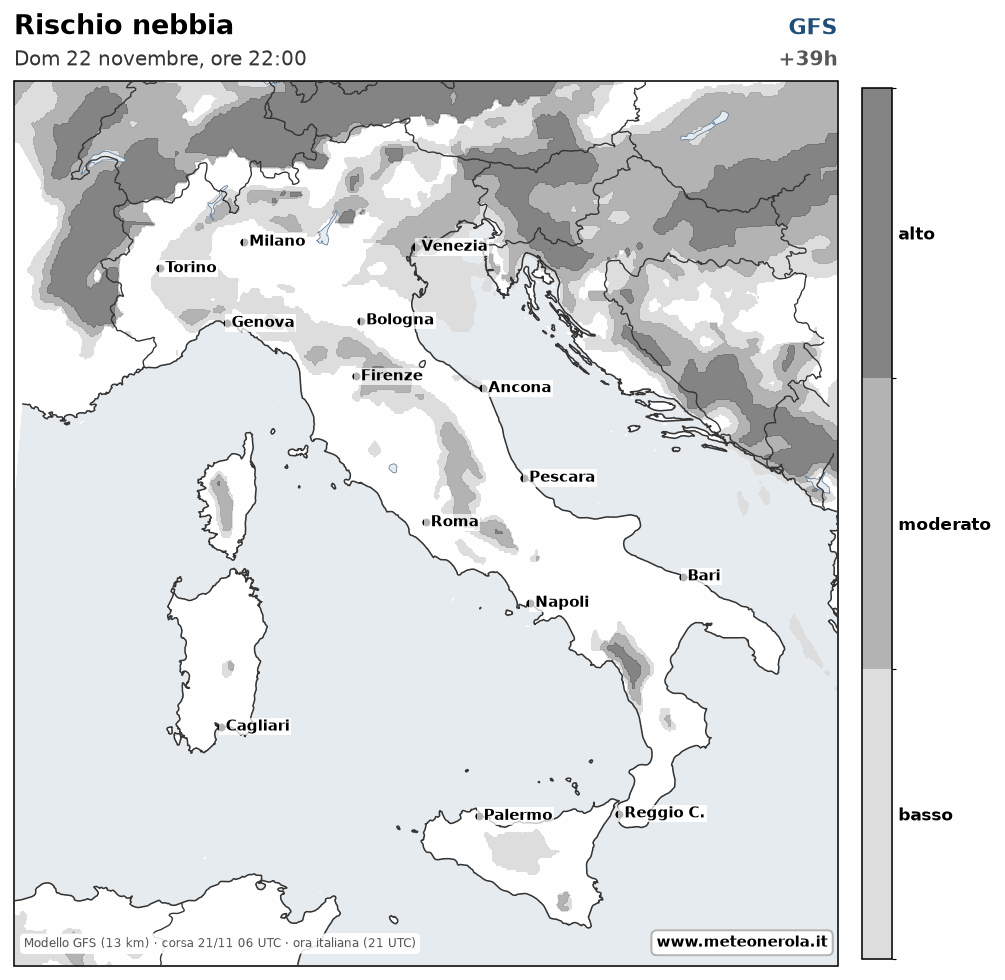 Rischio nebbia
GFS
Dom 22 novembre, ore 22:00
+39h
alto
Milano
Venezia
Torino
Genova
Bologna
Firenze
Ancona
Pescara
moderato
Roma
Bari
Napoli
Cagliari
Reggio C.
Palermo
basso
Modello GFS (13 km) · corsa 21/11 06 UTC · ora italiana (21 UTC)
www.meteonerola.it